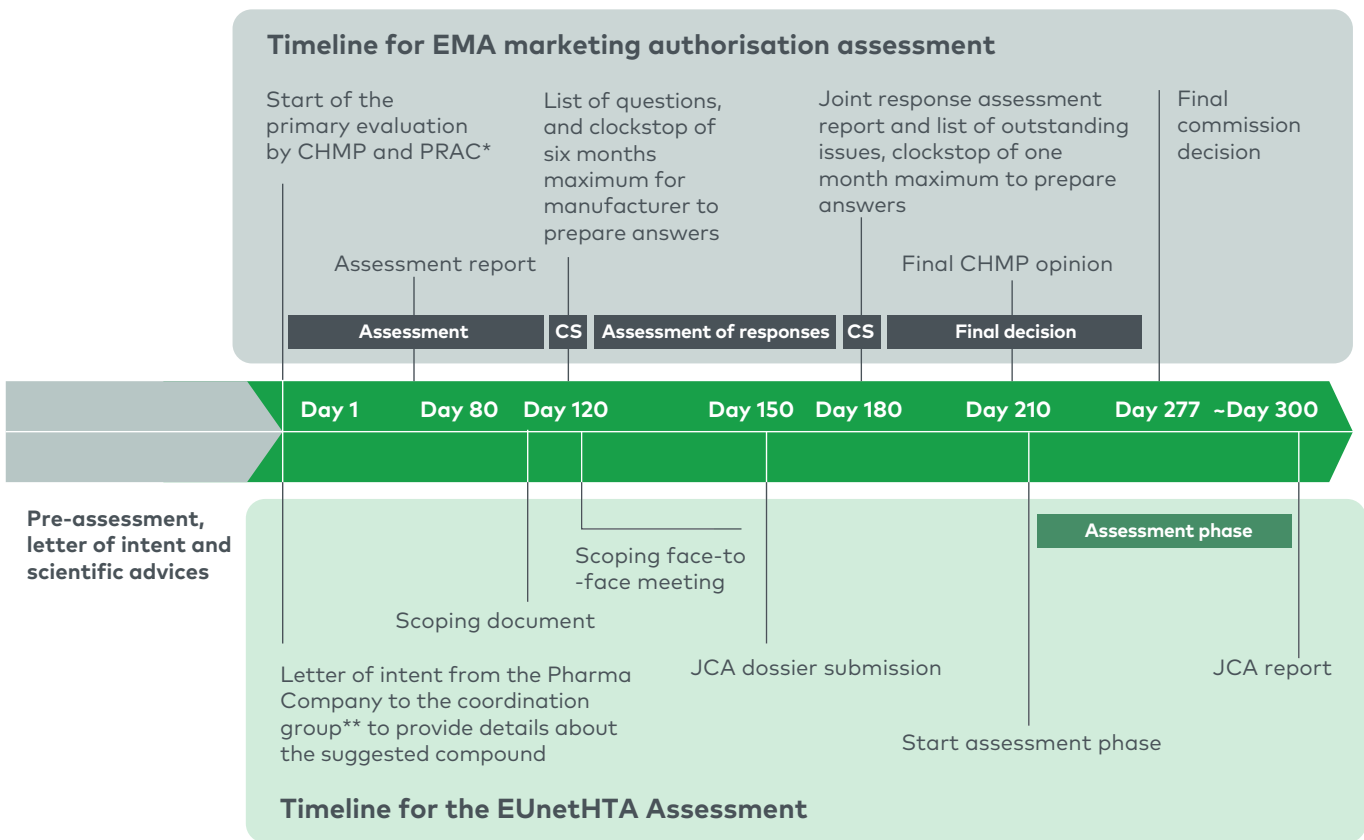 Timeline for EMA marketing authorisation assessment
Start of the
primary evaluation
by CHMP and PRAC*
List of questions,
and clockstop of
six months
maximum for
manufacturer to
prepare answers
Joint response assessment
report and list of outstanding
issues, clockstop of one
month maximum to prepare
answers
Final
commission
decision
Assessment report
Final CHMP opinion
Assessment
CS
Assessment of responses
CS
Final decision
Day 1
Day 80
Day 120
Day 150
Day 180
Day 210
Day 277
~Day 300
Pre-assessment,
letter of intent and
scientific advices
Assessment phase
Scoping face-to
-face meeting
Scoping document
Letter of intent from the Pharma
Company to the coordination
group** to provide details about
the suggested compound
JCA dossier submission
JCA report
Start assessment phase
Timeline for the EUnetHTA Assessment